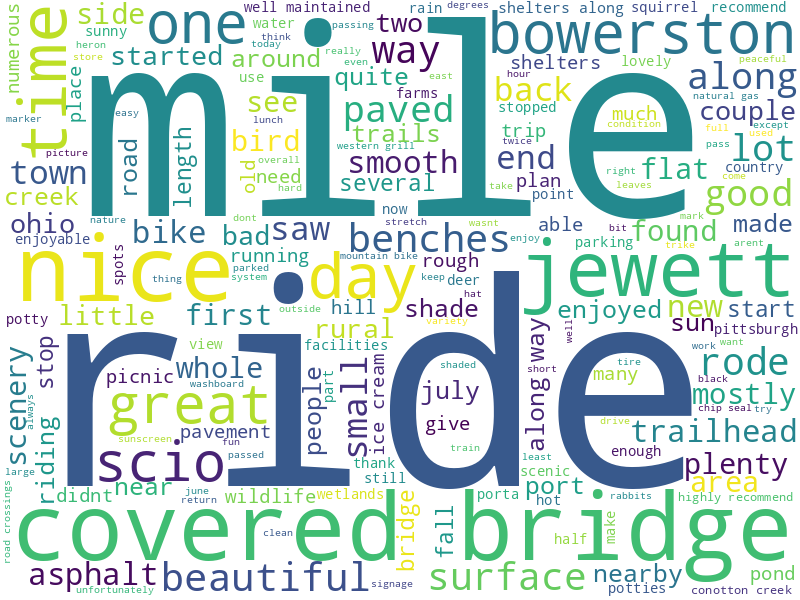 well maintained
passing
rain
degrees
shelters along
squirrel
recommend
side
one
mile
water
think
bowerston
numerous
sunny
heron
store
today
two
started
around
way
really
even
east
shelters
lovely
peaceful
hour
along
time
place
use
see
quite
farms
stopped
natural gas
back
couple
marker
easy
lunch
paved
trip
much
condition
full
used
except
road
length
bird
trails
western grill
twice
end
right
flat
pass
lot
town
old
overall
need
hard
smooth
take
plan
leaves
country
creek
picture
several
point
come
good
ohio
nature
dont
now
stretch
wasnt
able
found
mark
made
enjoyable
bike
bad
saw
benches
enjoy
bit
parking
trike
arent
nice
spots
thing
running
parked
system
day
mountain bike
keep
rough
deer
hat
jewett
potty
little
first
outside
hill
shade
variety
enjoyed
well
new
start
sun
pittsburgh
ride
scenery
stop
view
rural
facilities
work
want
whole
picnic
washboard
people
part
small
ice cream
shaded
july
short
along way
tire
many
black
rode
mostly
always
great
give
chip seal
try
riding
sunscreen
pavement
fun
train
drive
enough
trailhead
large
scio
passed
thank
still
least
scenic
plenty
didnt
near
june
return
wildlife
wetlands
porta
port
hot
rabbits
area
highly recommend
road crossings
covered bridge
clean
bridge
fall
half
make
asphalt
unfortunately
beautiful
signage
surface
nearby
potties
pond
conotton creek